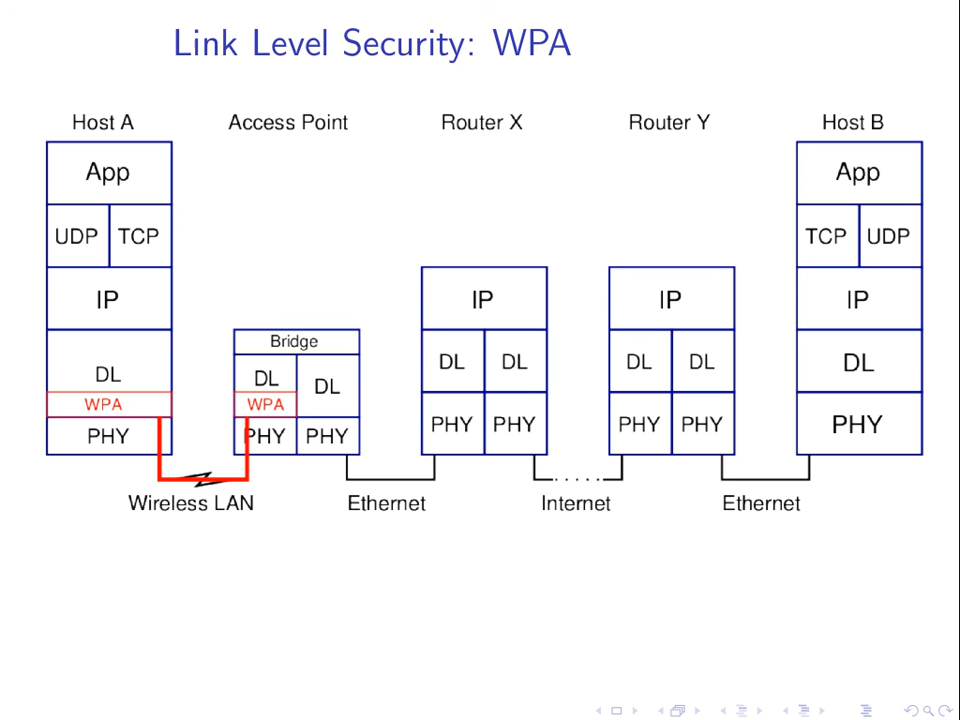 Link Level Security: WPA
Host A Access Point Router X Router Y Host B
App App
UDP TCP TCP UDP
IP IP IP IP
Bridge
DL DL DL DL DL DL DL DL
WPA WPA
PHY PHY PHY PHY PHY PHY PHY PHY
Wireless LAN Ethernet Internet Ethernet